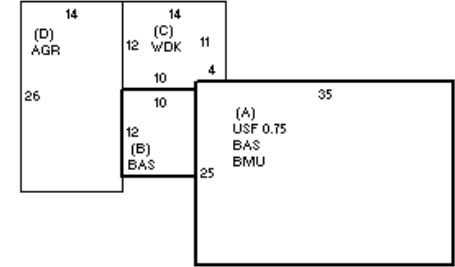 14
(D)
AGR
26
14
(C)
12 WDK 11
4
10
10
12
(B)
BAS
35
(A)
USF 0.75
BAS
BMU
25